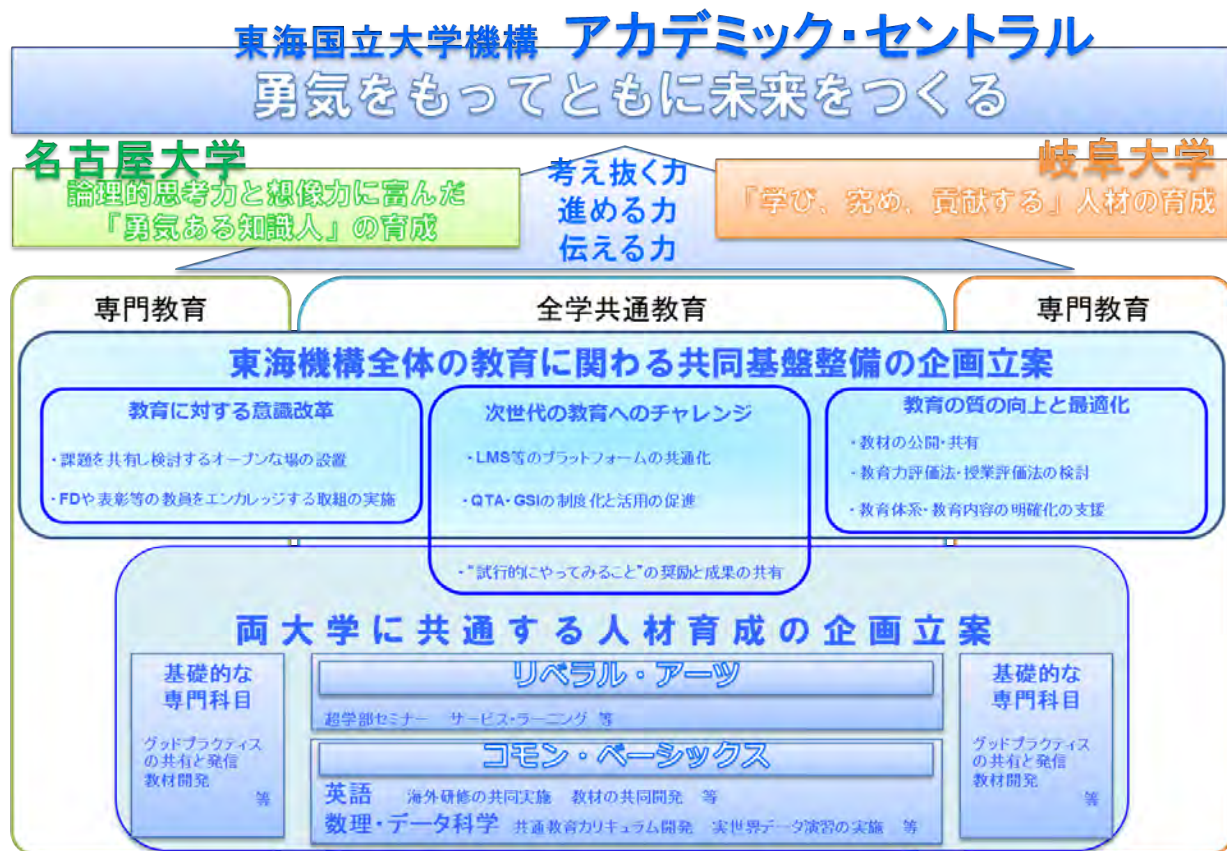 東海国立大学機構 アカデミック・セントラル
勇気をもってともに未来をつくる
名古屋大学
論理的思考力と想像力に富んだ
「勇気ある知識人」の育成
考え抜く力
進める力
伝える力
岐阜大学
「学び、究め、貢献する」人材の育成
専門教育
全学共通教育
専門教育
東海機構全体の教育に関わる共同基盤整備の企画立案
教育に対する意識改革
・課題を共有し検討するオープンな場の設置
・FDや表彰等の教員をエンカレッジする取組の実施
次世代の教育へのチャレンジ
・LMS等のプラットフォームの共通化
・QTA・GSIの制度化と活用の促進
・“試行的にやってみること”の奨励と成果の共有
教育の質の向上と最適化
・教材の公開・共有
・教育力評価法・授業評価法の検討
・教育体系・教育内容の明確化の支援
両大学に共通する人材育成の企画立案
基礎的な
専門科目
グッドプラクティス
の共有と発信
教材開発
等
リベラル・アーツ
超学部セミナー サービス・ラーニング 等
コモン・ベーシックス
英語 海外研修の共同実施 教材の共同開発 等
数理・データ科学 共通教育カリキュラム開発 実世界データ演習の実施 等
基礎的な
専門科目
グッドプラクティス
の共有と発信
教材開発
等